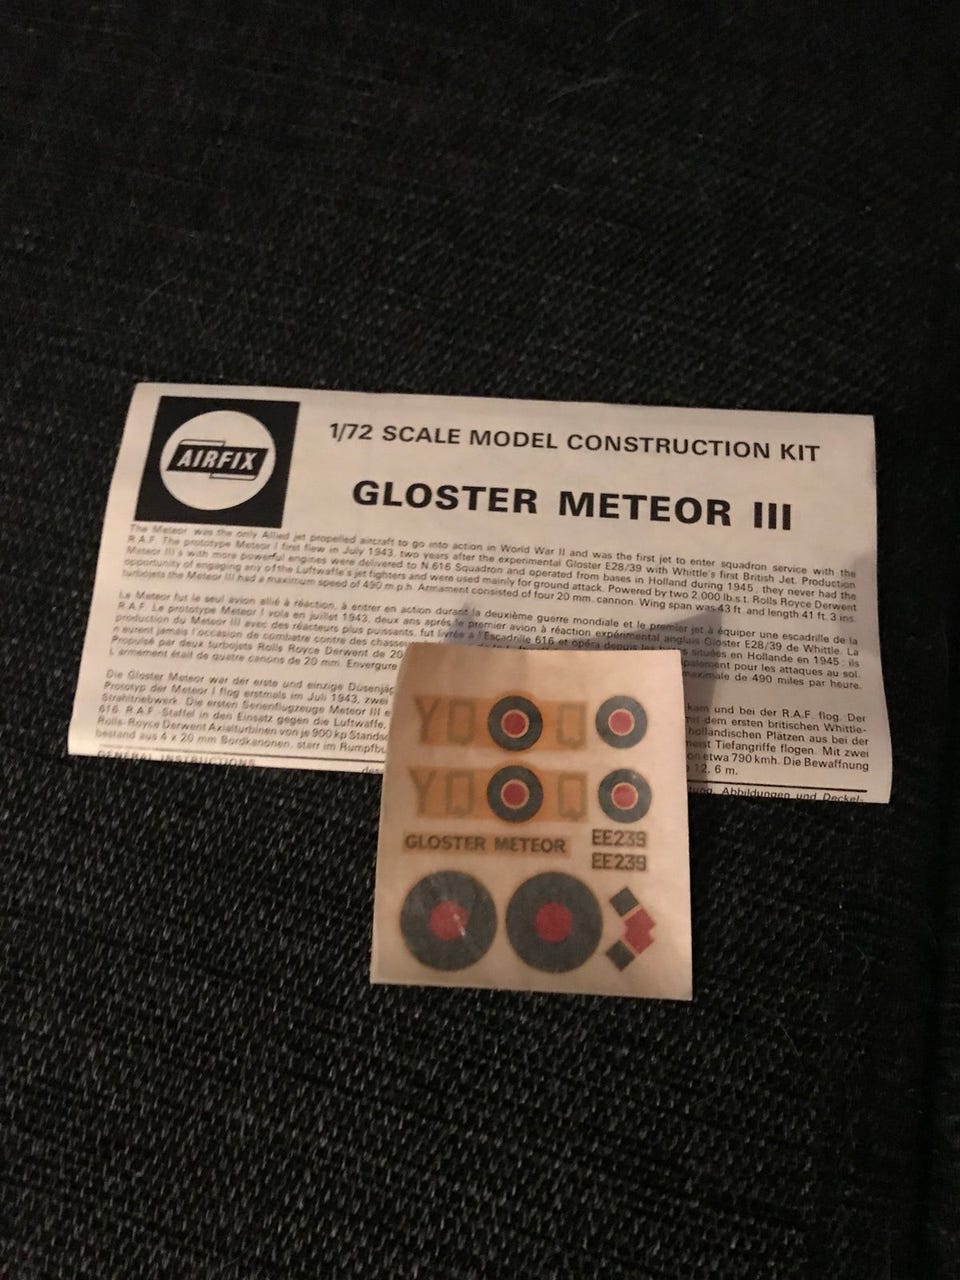 AIRFIX
1/72 SCALE MODEL CONSTRUCTION KIT
GLOSTER METEOR III
The Meteor was the only Allied jet propelled aircraft to go into action in World War II and was the first jet to enter squadron service with the
R.A.F. The prototype Meteor I first flew in July 1943, two years after the experimental Gloster E28/39 with Whittle's first British Jet. Production
Meteor III's with more powerful engines were delivered to N.616 Squadron and operated from bases in Holland during 1945, they never had the
opportunity of engaging any of the Luftwaffe's jet fighters and were used mainly for ground attack. Powered by two 2,000 lb.s.t. Rolls Royce Derwent
turbojets the Meteor III had a maximum speed of 490 m.p.h. Armament consisted of four 20 mm. cannon. Wing span was 43 ft. and length 41 ft. 3 ins.
Le Meteor fut le seul avion allié à réaction, à entrer en action durant la deuxième guerre mondiale et le premier jet à équiper une escadrille de la
R.A.F. Le prototype Meteor I vola en juillet 1943, deux ans après le premier avion à réaction expérimental anglais Gloster E28/39 de Whittle. La
production du Meteor III avec des réacteurs plus puissants, fut livrée à l'Escadrille 616 et opéra depuis les bases situées en Hollande en 1945; ils
n'eurent jamais l'occasion de combatre contre des chasse palement pour les attaques au sol.
Propulsé par deux turbojets Rolls Royce Derwent de 20 maximale de 490 miles par heure.
L'armement était de quatre canons de 20 mm. Envergure
Die Gloster Meteor war der erste und einzige Düsenjäg kam und bei der R.A.F. flog. Der
Prototyp der Meteor I flog erstmals im Juli 1943, zwei mit dem ersten britischen Whittle-
Strahltriebwerk. Die ersten Serienflugzeuge Meteor III e holländischen Plätzen aus bei der
616. R.A.F.-Staffel in den Einsatz gegen die Luftwaffe, meist Tiefangriffe flogen. Mit zwei
Rolls-Royce Derwent Axialturbinen von je 900 kp Stands on etwa 790 kmh. Die Bewaffnung
bestand aus 4 x 20 mm Bordkanonen, starr im Rumpfbu 12, 6 m.
GENERAL INSTRUCTIONS tung, Abbildungen und Deckel-
YQ Q
YQ Q
GLOSTER METEOR
EE239
EE239